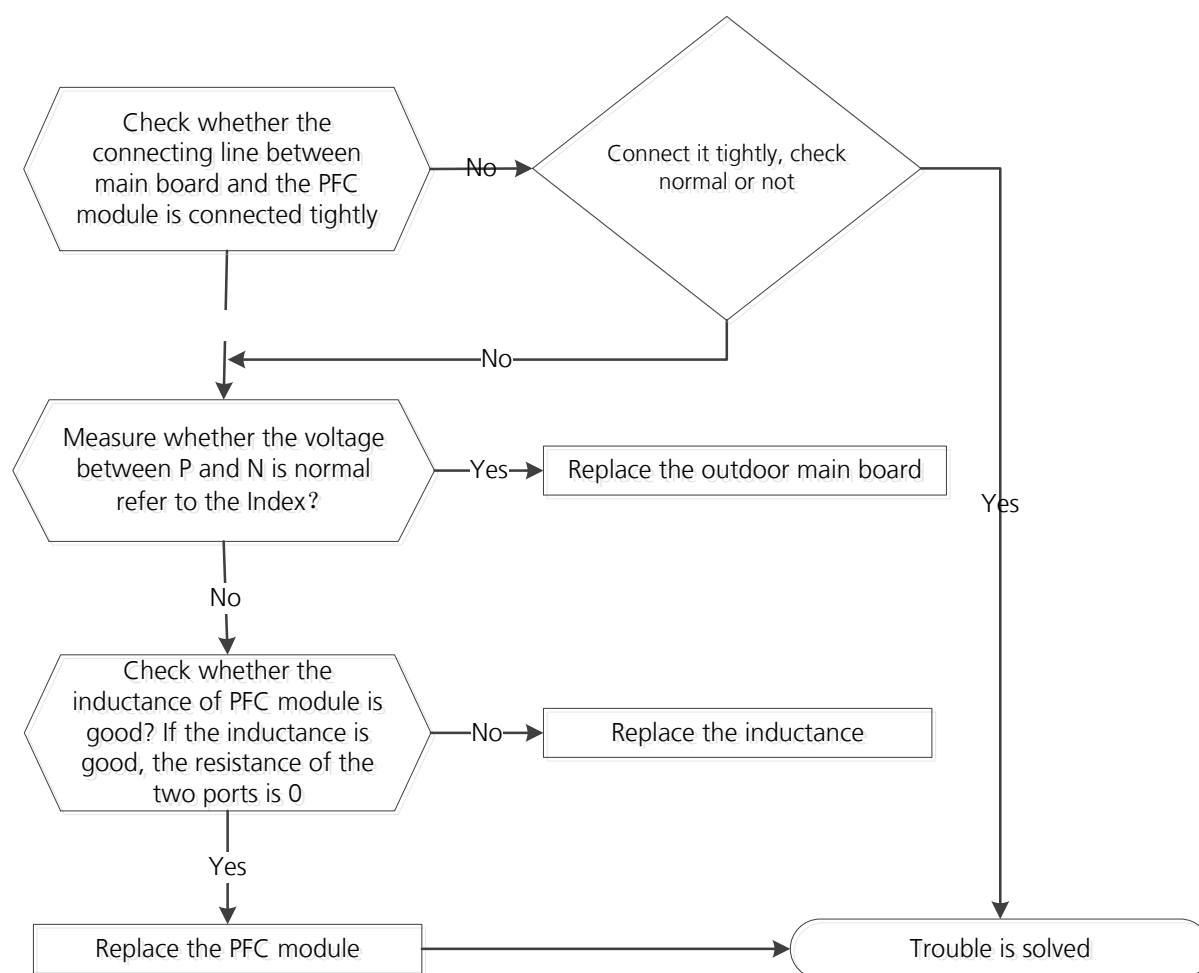 Check whether the
connecting line between
main board and the PFC
module is connected tightly
No
Connect it tightly, check
normal or not
No
Measure whether the voltage
between P and N is normal
refer to the Index?
Yes
Replace the outdoor main board
Yes
No
Check whether the
inductance of PFC module is
good? If the inductance is
good, the resistance of the
two ports is 0
No
Replace the inductance
Yes
Replace the PFC module
Trouble is solved